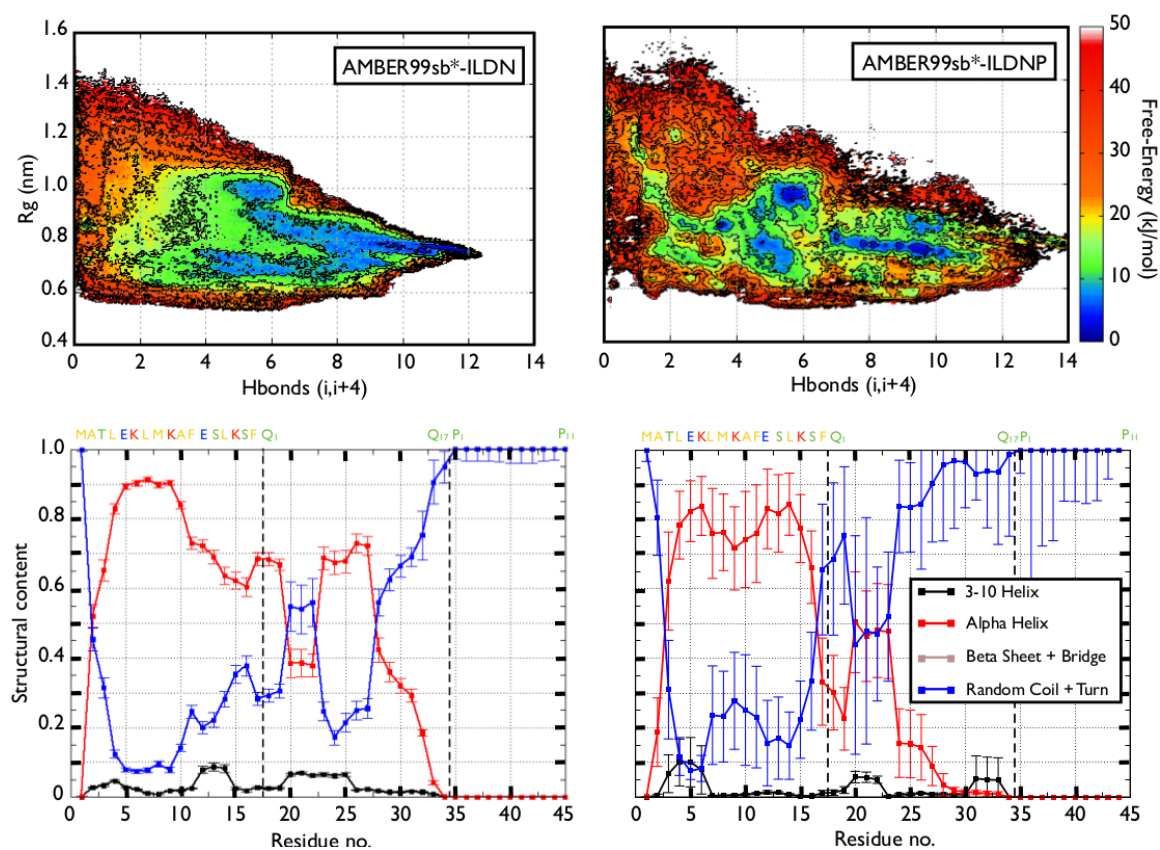 AMBER99sb*-ILDN
1.6
1.4
1.2
1.0
0.8
0.6
0.4
Rg (nm)
0 2 4 6 8 10 12 14
Hbonds (i,i+4)
AMBER99sb*-ILDNP
0 2 4 6 8 10 12 14
Hbonds (i,i+4)
50
40
30
20
10
0
Free-Energy (kJ/mol)
MATLEKLMKAFESLKSFQ1 Q17P1 P11
1.0
0.8
0.6
0.4
0.2
0
Structural content
0 5 10 15 20 25 30 35 40 45
Residue no.
MATLEKLMKAFESLKSFQ1 Q17P1 P11
3-10 Helix
Alpha Helix
Beta Sheet + Bridge
Random Coil + Turn
0 5 10 15 20 25 30 35 40 45
Residue no.